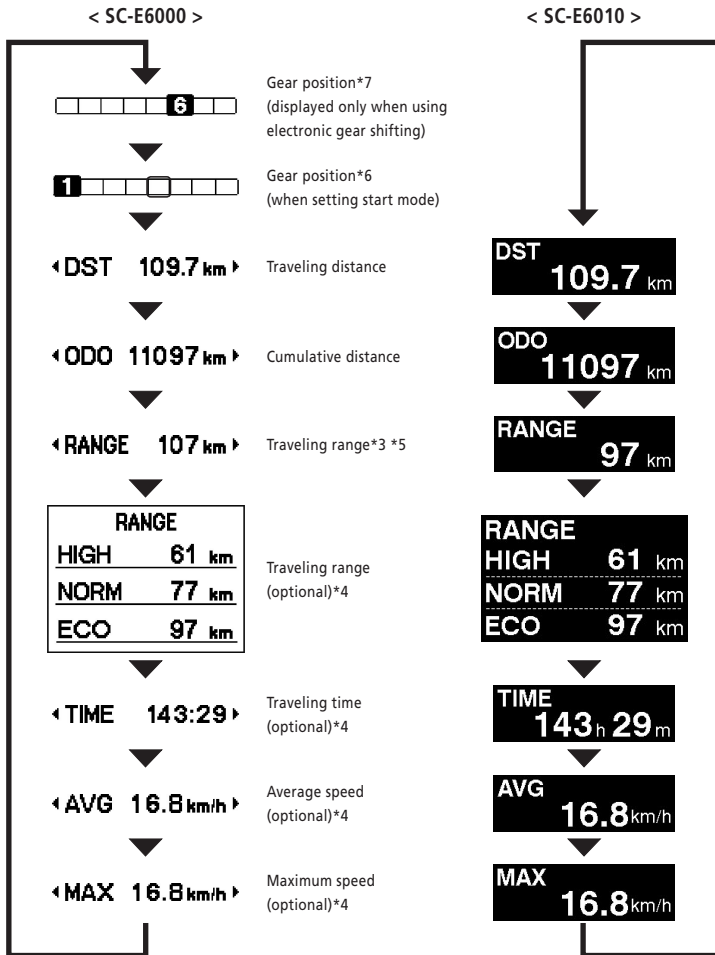 < SC-E6000 >
< SC-E6010 >
6
Gear position*7
(displayed only when using
electronic gear shifting)
1
Gear position*6
(when setting start mode)
DST 109.7 km
Traveling distance
DST
109.7 km
ODO 11097 km
Cumulative distance
ODO
11097 km
RANGE 107 km
Traveling range*3 *5
RANGE
97 km
RANGE
HIGH 61 km
NORM 77 km
ECO 97 km
Traveling range
(optional)*4
RANGE
HIGH 61 km
NORM 77 km
ECO 97 km
TIME 143:29
Traveling time
(optional)*4
TIME
143 h 29 m
AVG 16.8 km/h
Average speed
(optional)*4
AVG
16.8 km/h
MAX 16.8 km/h
Maximum speed
(optional)*4
MAX
16.8 km/h